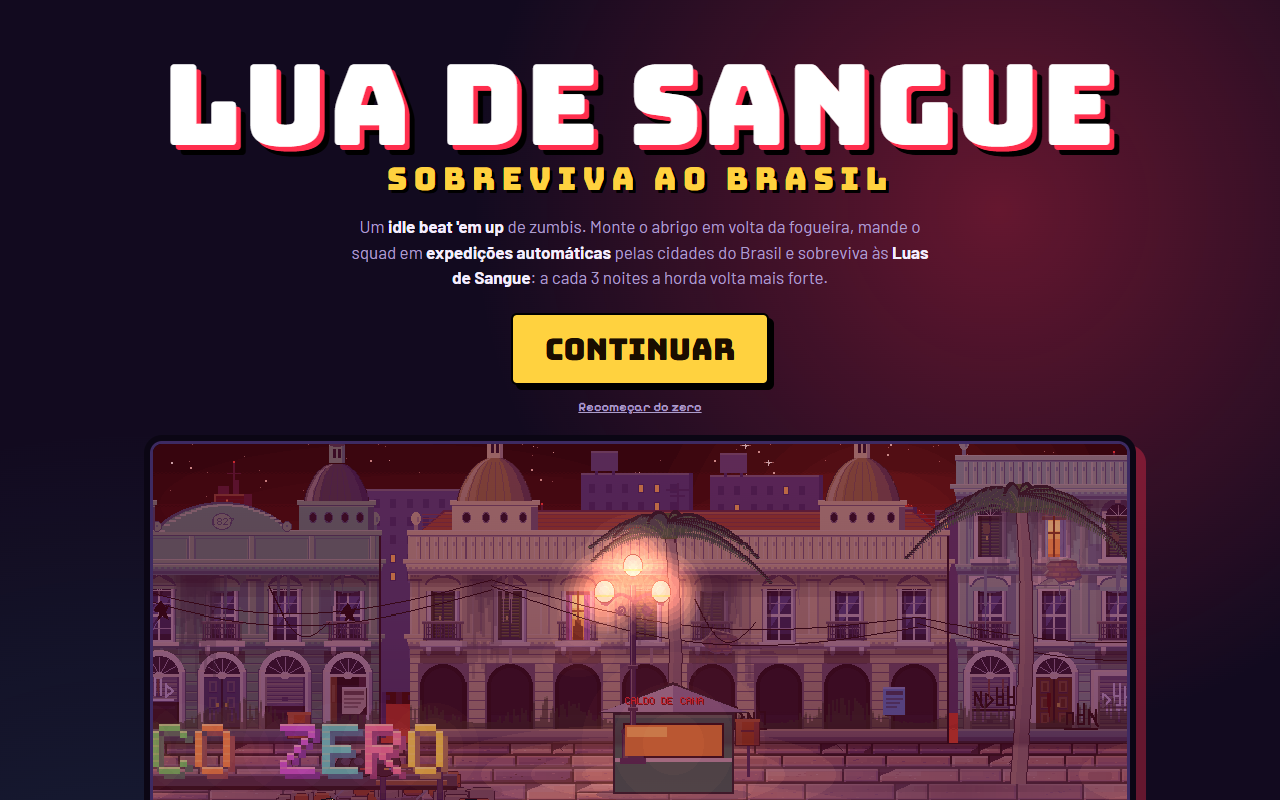 LUA DE SANGUE
SOBREVIVA AO BRASIL
Um idle beat 'em up de zumbis. Monte o abrigo em volta da fogueira, mande o
squad em expedições automáticas pelas cidades do Brasil e sobreviva às Luas
de Sangue: a cada 3 noites a horda volta mais forte.
CONTINUAR
Recomeçar do zero
CALDO DE CANA
CO ZERO